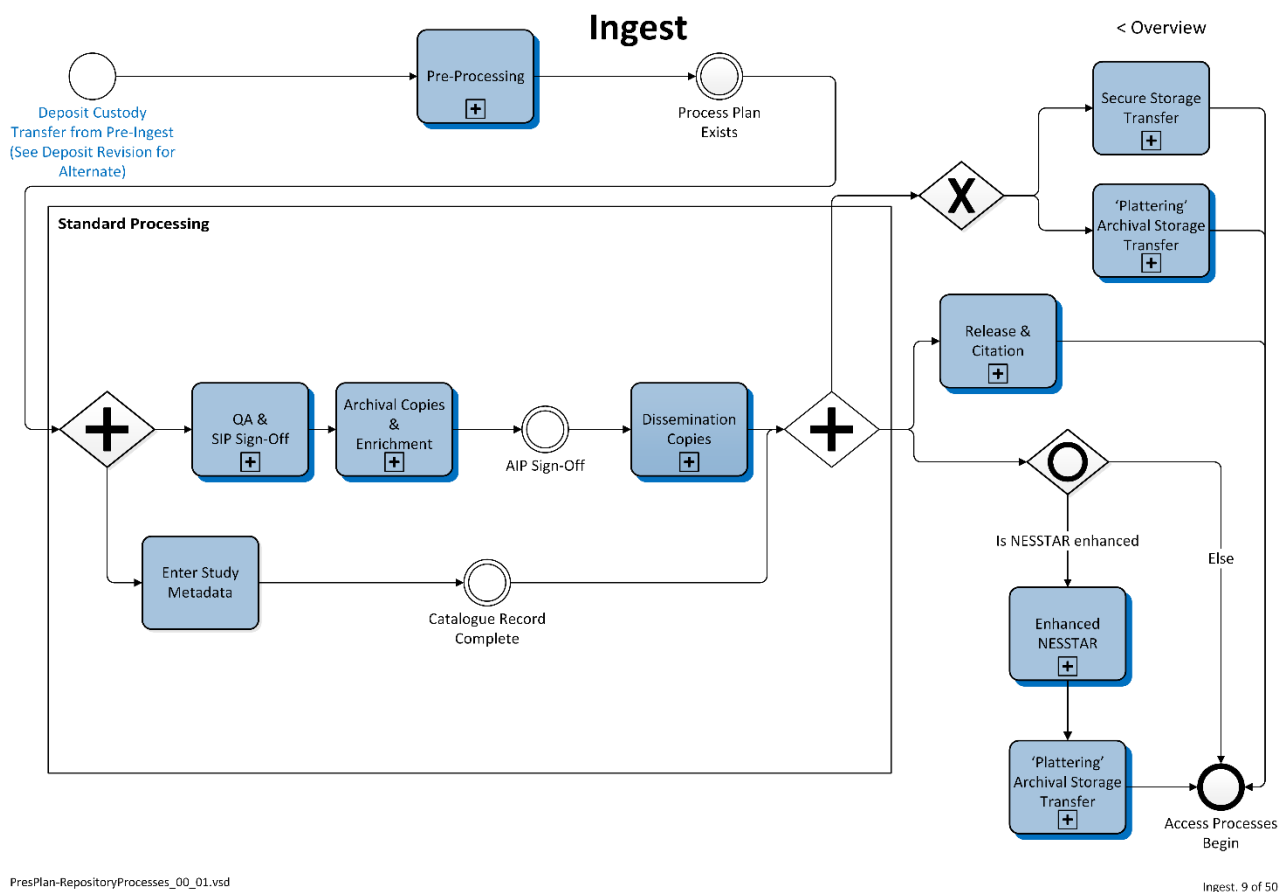 Ingest
< Overview
Deposit Custody
Transfer from Pre-Ingest
(See Deposit Revision for
Alternate)
Pre-Processing
Process Plan
Exists
Secure Storage
Transfer
X
‘Plattering’
Archival Storage
Transfer
Standard Processing
Release &
Citation
QA &
SIP Sign-Off
Archival Copies
&
Enrichment
AIP Sign-Off
Dissemination
Copies
Is NESSTAR enhanced
Else
Enter Study
Metadata
Catalogue Record
Complete
Enhanced
NESSTAR
‘Plattering’
Archival Storage
Transfer
Access Processes
Begin
PresPlan-RepositoryProcesses_00_01.vsd
Ingest. 9 of 50